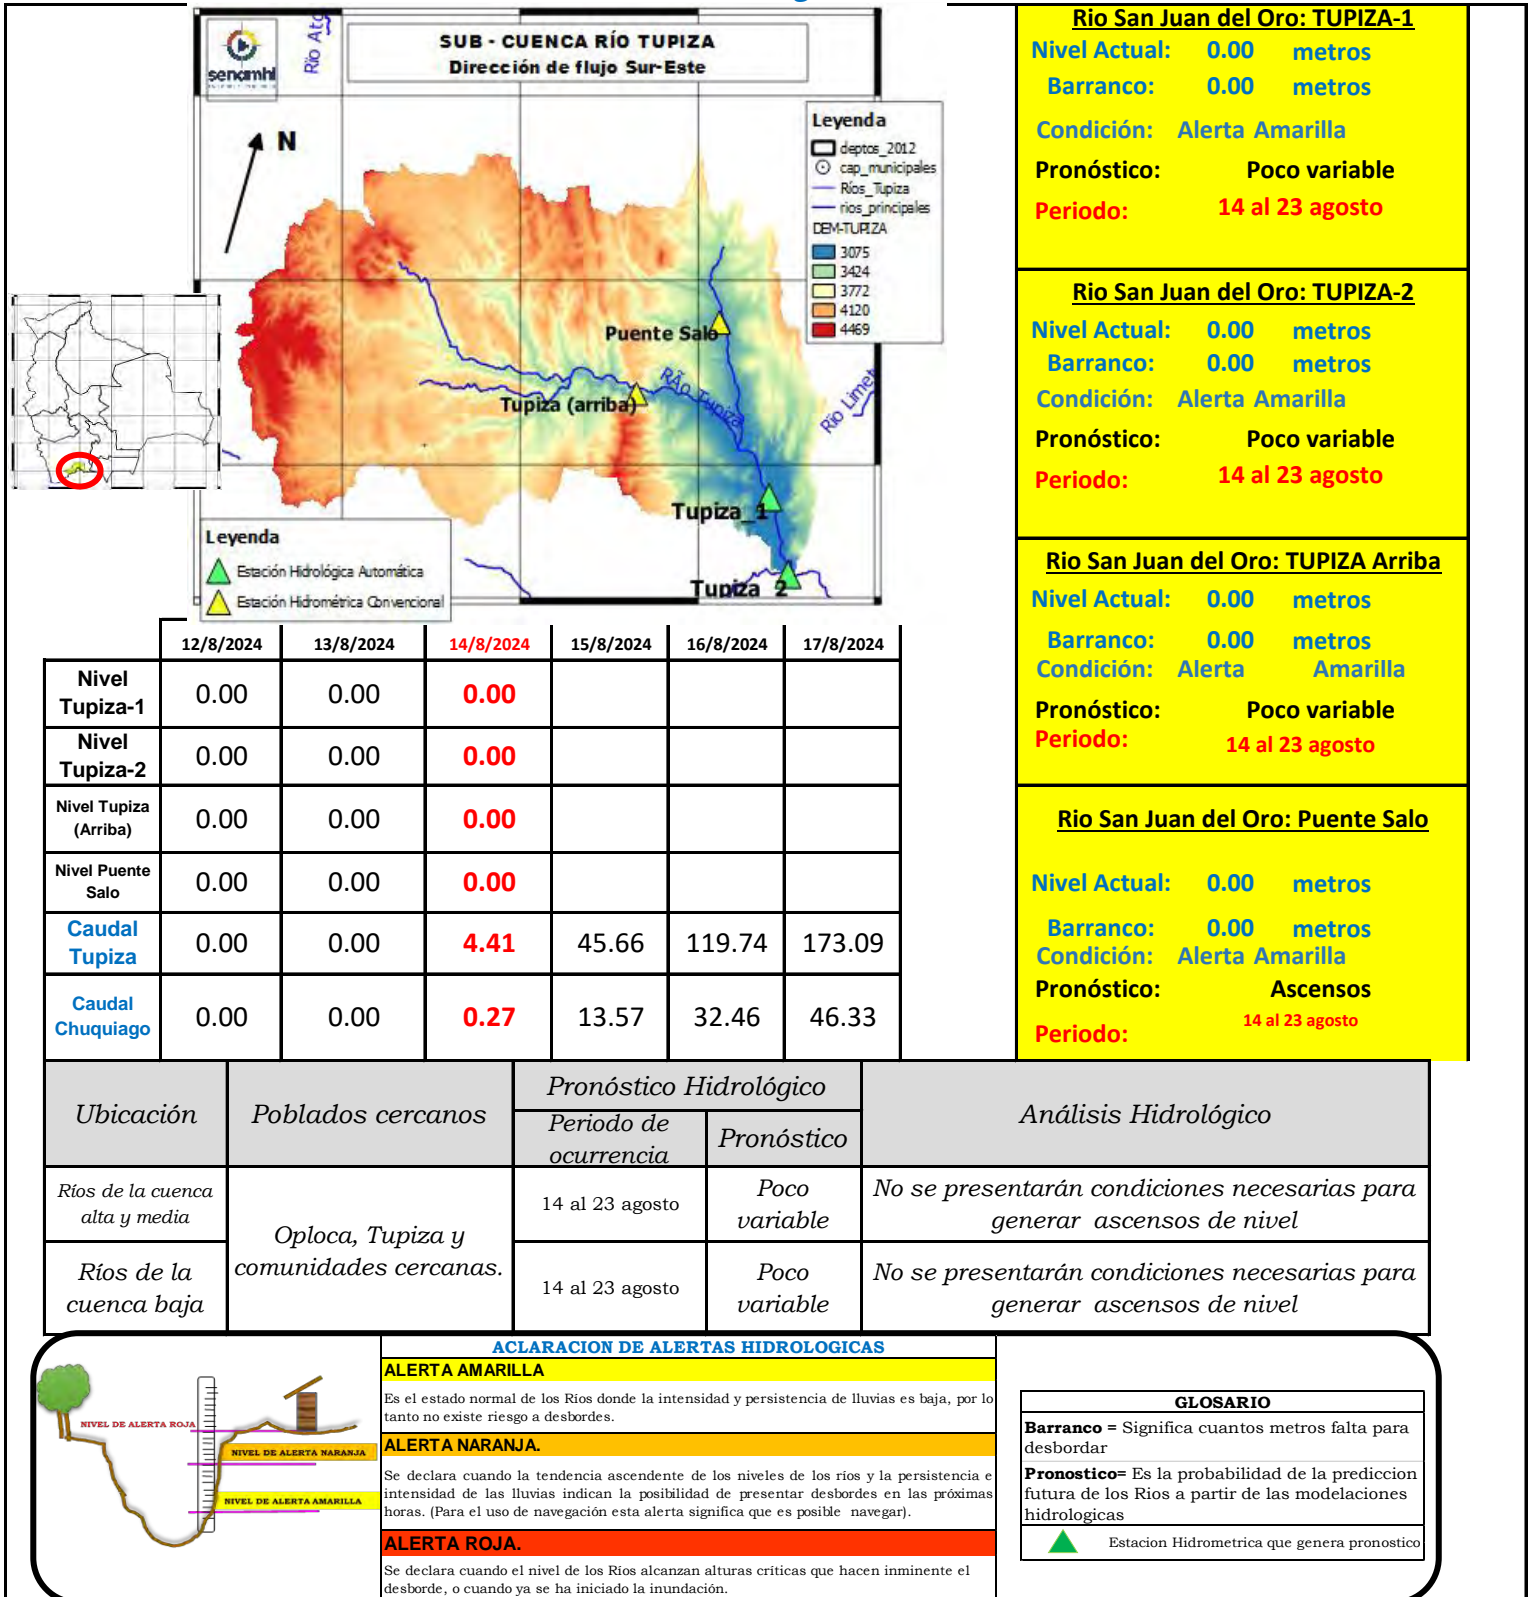 SUB - CUENCA RÍO TUPIZA
Dirección de flujo Sur-Este
senamhi
Río Ato
N
Leyenda
deptos_2012
cap_municipales
Ríos_Tupiza
rios_principales
DEM-TUPIZA
3075
3424
3772
4120
4469
Puente Salo
Tupiza (arriba)
RÃo Tupiza
Rio Limet
Tupiza_1
Tupiza_2
Leyenda
Estación Hidrológica Automática
Estación Hidrométrica Convencional
Rio San Juan del Oro: TUPIZA-1
Nivel Actual: 0.00 metros
Barranco: 0.00 metros
Condición: Alerta Amarilla
Pronóstico: Poco variable
Periodo: 14 al 23 agosto
Rio San Juan del Oro: TUPIZA-2
Nivel Actual: 0.00 metros
Barranco: 0.00 metros
Condición: Alerta Amarilla
Pronóstico: Poco variable
Periodo: 14 al 23 agosto
Rio San Juan del Oro: TUPIZA Arriba
Nivel Actual: 0.00 metros
Barranco: 0.00 metros
Condición: Alerta Amarilla
Pronóstico: Poco variable
Periodo: 14 al 23 agosto
Rio San Juan del Oro: Puente Salo
Nivel Actual: 0.00 metros
Barranco: 0.00 metros
Condición: Alerta Amarilla
Pronóstico: Ascensos
Periodo: 14 al 23 agosto
12/8/2024 13/8/2024 14/8/2024 15/8/2024 16/8/2024 17/8/2024
Nivel
Tupiza-1 0.00 0.00 0.00
Nivel
Tupiza-2 0.00 0.00 0.00
Nivel Tupiza
(Arriba) 0.00 0.00 0.00
Nivel Puente
Salo 0.00 0.00 0.00
Caudal
Tupiza 0.00 0.00 4.41 45.66 119.74 173.09
Caudal
Chuquiago 0.00 0.00 0.27 13.57 32.46 46.33
Ubicación
Poblados cercanos
Pronóstico Hidrológico
Periodo de
ocurrencia
Pronóstico
Análisis Hidrológico
Ríos de la cuenca
alta y media
Oploca, Tupiza y
comunidades cercanas.
14 al 23 agosto
Poco
variable
No se presentarán condiciones necesarias para
generar ascensos de nivel
Ríos de la
cuenca baja
14 al 23 agosto
Poco
variable
No se presentarán condiciones necesarias para
generar ascensos de nivel
NIVEL DE ALERTA ROJA
NIVEL DE ALERTA NARANJA
NIVEL DE ALERTA AMARILLA
ACLARACION DE ALERTAS HIDROLOGICAS
ALERTA AMARILLA
Es el estado normal de los Ríos donde la intensidad y persistencia de lluvias es baja, por lo
tanto no existe riesgo a desbordes.
ALERTA NARANJA.
Se declara cuando la tendencia ascendente de los niveles de los ríos y la persistencia e
intensidad de las lluvias indican la posibilidad de presentar desbordes en las próximas
horas. (Para el uso de navegación esta alerta significa que es posible navegar).
ALERTA ROJA.
Se declara cuando el nivel de los Ríos alcanzan alturas críticas que hacen inminente el
desborde, o cuando ya se ha iniciado la inundación.
GLOSARIO
Barranco = Significa cuantos metros falta para
desbordar
Pronostico= Es la probabilidad de la prediccion
futura de los Rios a partir de las modelaciones
hidrologicas
Estacion Hidrometrica que genera pronostico